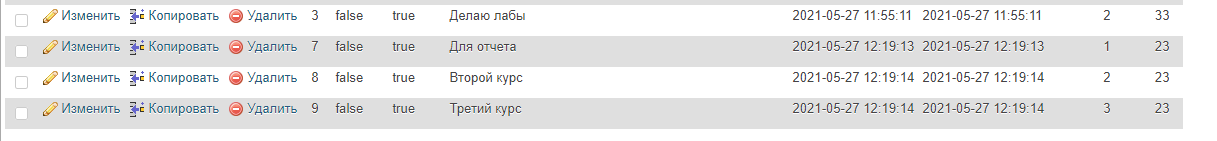 Изменить Копировать Удалить 3 false true Делаю лабы 2021-05-27 11:55:11 2021-05-27 11:55:11 2 33
Изменить Копировать Удалить 7 false true Для отчета 2021-05-27 12:19:13 2021-05-27 12:19:13 1 23
Изменить Копировать Удалить 8 false true Второй курс 2021-05-27 12:19:14 2021-05-27 12:19:14 2 23
Изменить Копировать Удалить 9 false true Третий курс 2021-05-27 12:19:14 2021-05-27 12:19:14 3 23